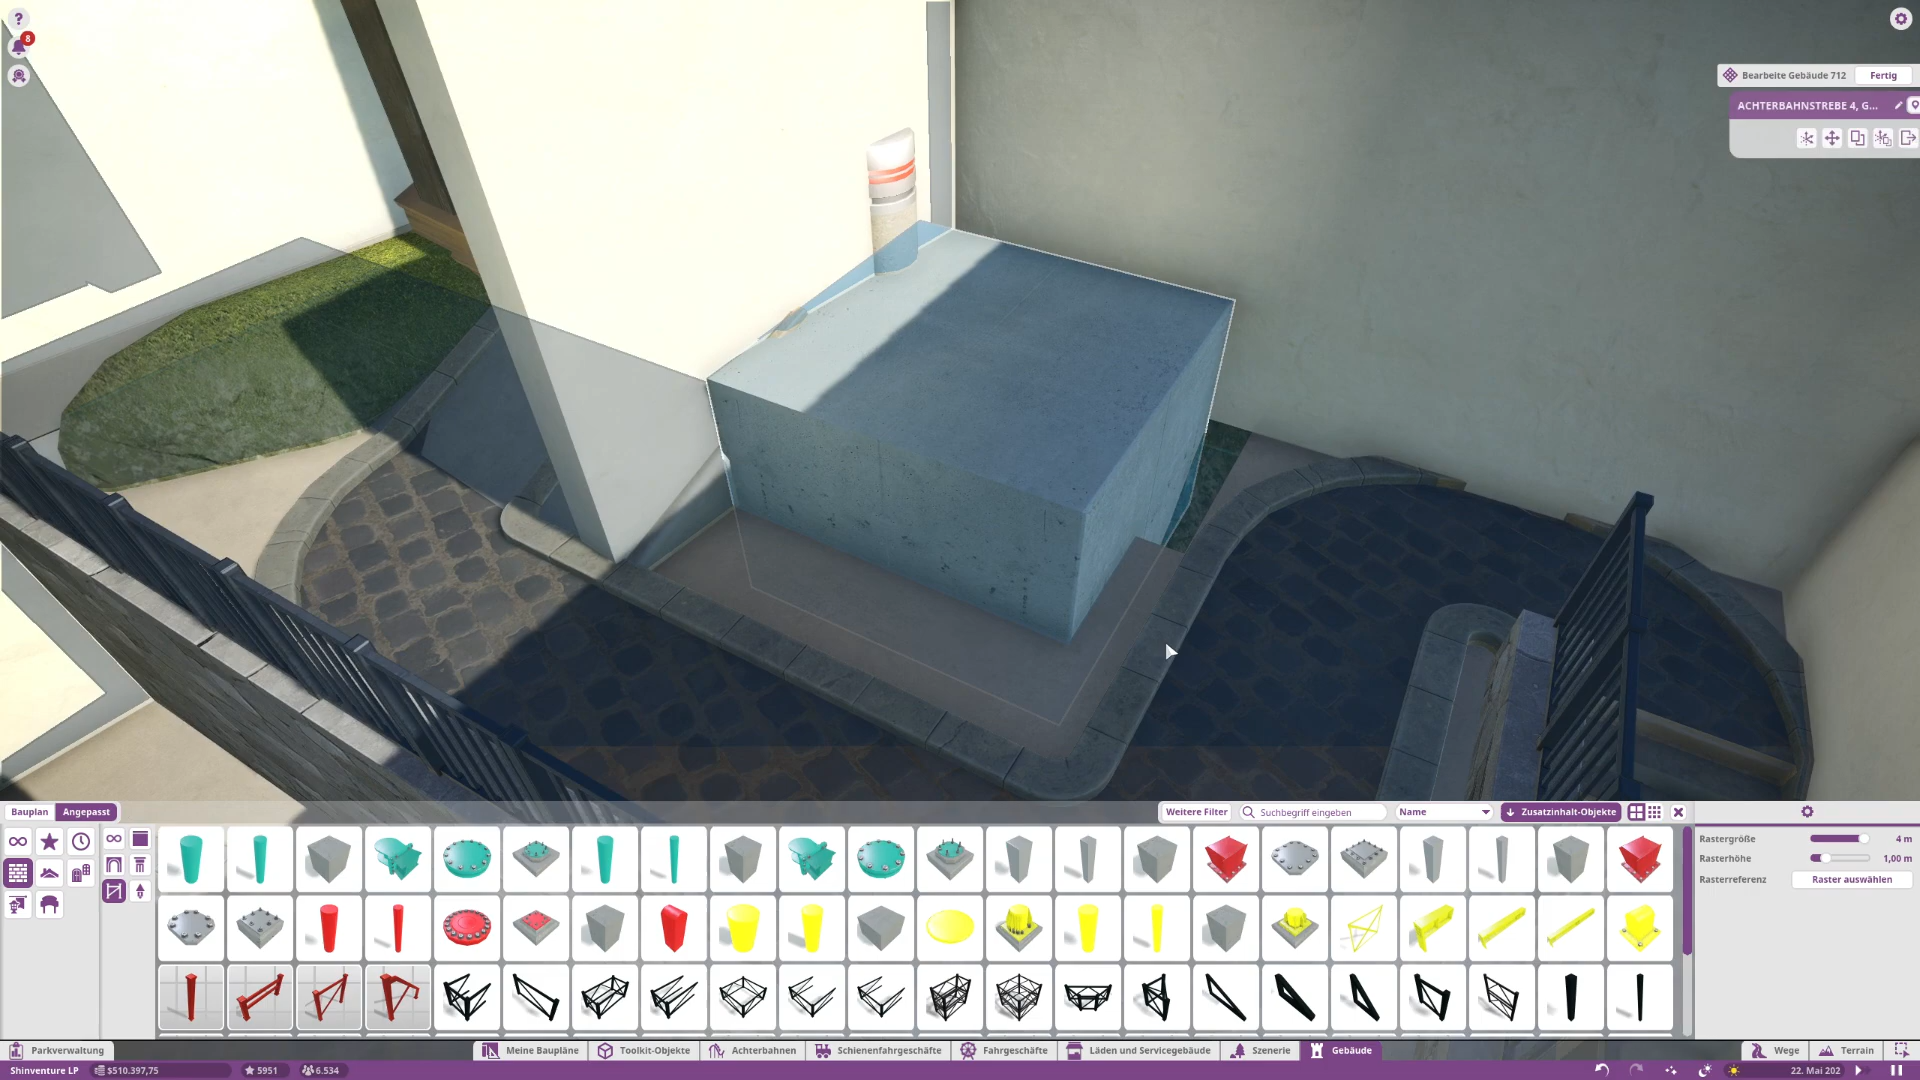 ?
8
Bearbeite Gebäude 712
Fertig
ACHTERBAHNSTREBE 4, G...
Bauplan
Angepasst
Weitere Filter
Suchbegriff eingeben
Name
Zusatzinhalt-Objekte
Rastergröße
4 m
Rasterhöhe
1,00 m
Rasterreferenz
Raster auswählen
Parkverwaltung
Meine Baupläne
Toolkit-Objekte
Achterbahnen
Schienenfahrgeschäfte
Fahrgeschäfte
Läden und Servicegebäude
Szenerie
Gebäude
Wege
Terrain
Shinventure LP
$510.397,75
5951
6.534
22. Mai 202